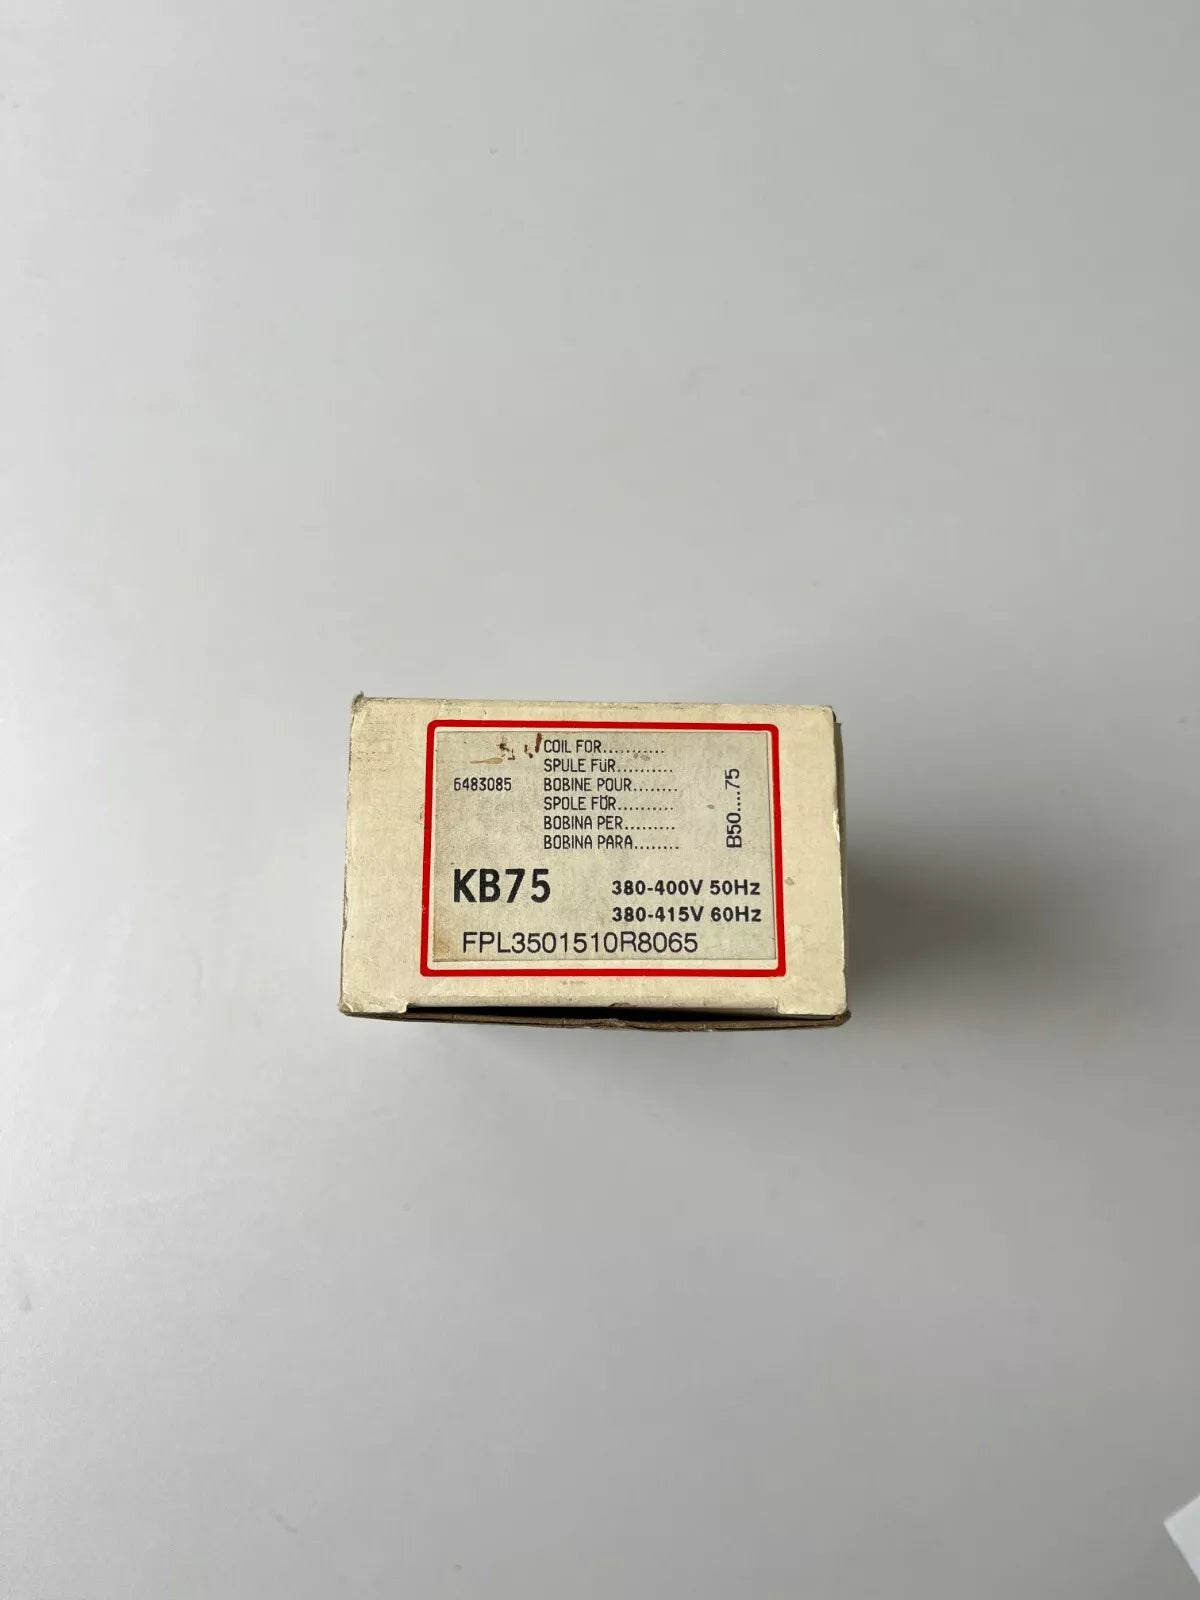 COIL FOR...........
SPULE FüR..........
6483085
BOBINE POUR........
SPOLE FÖR..........
BOBINA PER.........
BOBINA PARA........
B50....75
KB75
380-400V 50Hz
380-415V 60Hz
FPL3501510R8065